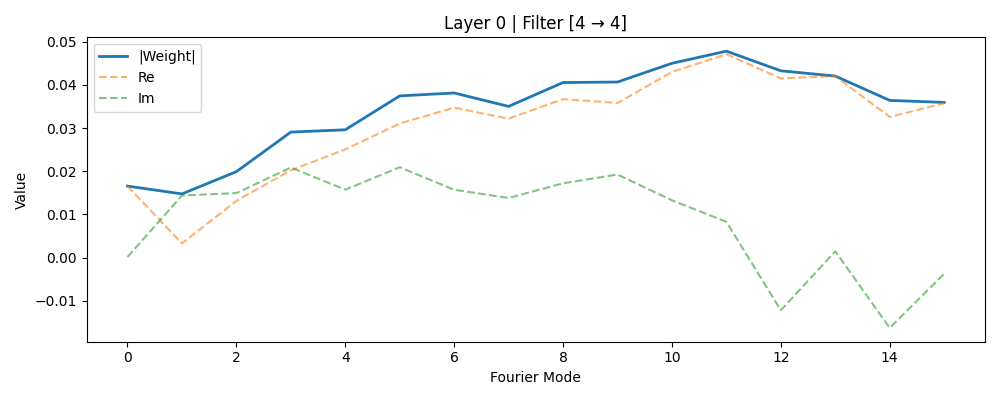 Layer 0 | Filter [4 → 4]
|Weight|
Re
Im
0.05
0.04
0.03
0.02
0.01
0.00
−0.01
Value
0 2 4 6 8 10 12 14
Fourier Mode